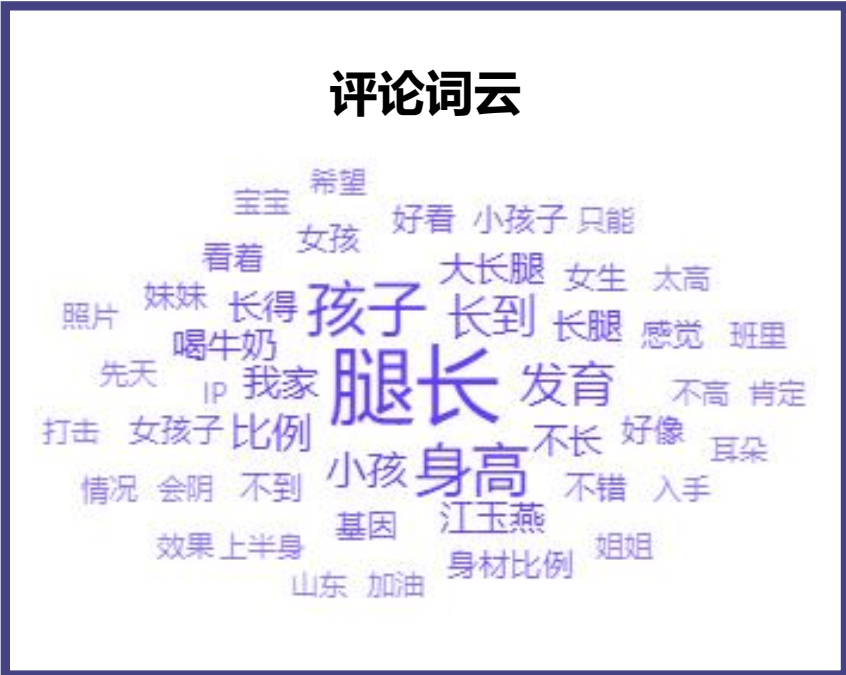 评论词云
希望
宝宝
好看 小孩子 只能
女孩
看着
大长腿 女生 太高
妹妹 长得 孩子 长到 长腿
照片
感觉 班里
喝牛奶
先天
腿长
IP 我家 发育 不高 肯定
打击 女孩子 比例 不长 好像
耳朵
小孩 身高
情况 会阴 不到 不错 入手
基因 江玉燕
效果 上半身 姐姐
身材比例
山东 加油